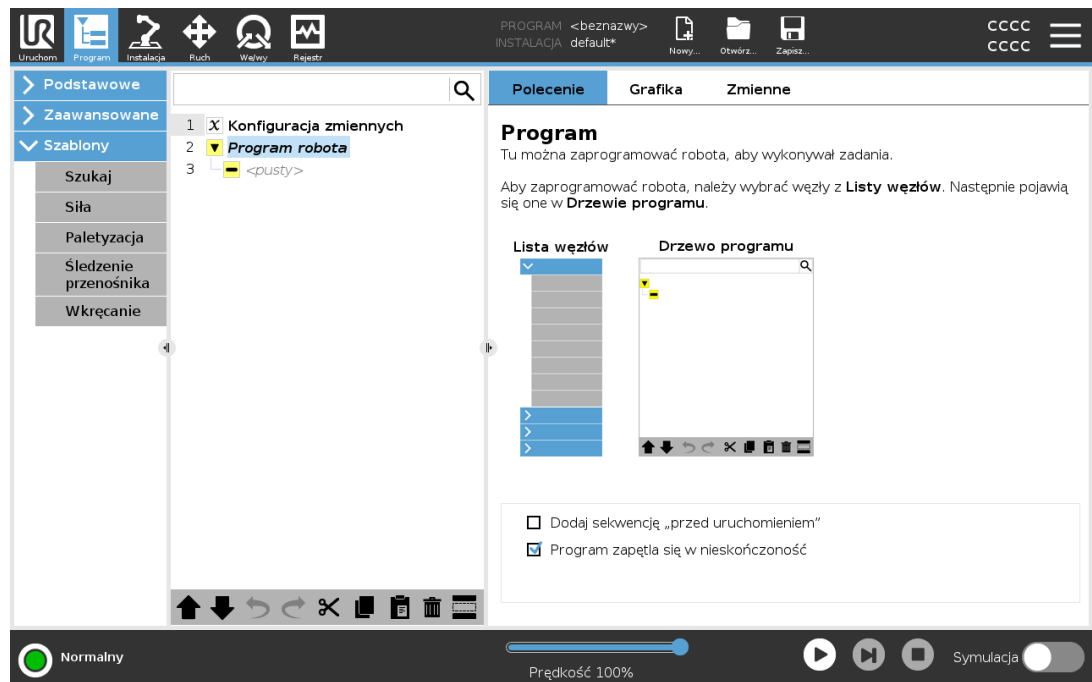 PROGRAM <beznazwy>
INSTALACJA default*
CCCC
CCCC
Uruchom Program Instalacja Ruch We/wy Rejestr Nowy... Otwórz... Zapisz...
Podstawowe
Zaawansowane
Szablony
Szukaj
Siła
Paletyzacja
Śledzenie
przenośnika
Wkręcanie
1 X Konfiguracja zmiennych
2 Program robota
3 <pusty>
Polecenie Grafika Zmienne
Program
Tu można zaprogramować robota, aby wykonywał zadania.
Aby zaprogramować robota, należy wybrać węzły z Listy węzłów. Następnie pojawią
się one w Drzewie programu.
Lista węzłów Drzewo programu
Dodaj sekwencję „przed uruchomieniem”
Program zapętla się w nieskończoność
Normalny
Prędkość 100%
Symulacja